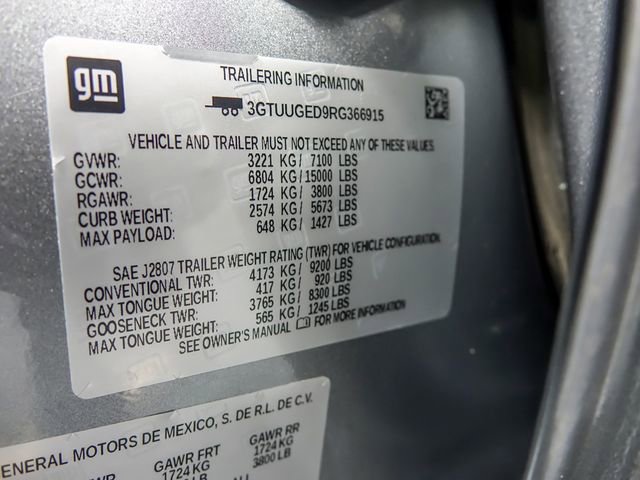 gm
TRAILERING INFORMATION
3GTUUGED9RG366915
VEHICLE AND TRAILER MUST NOT EXCEED ANY OF THESE VALUES.
GVWR: 3221 KG/ 7100 LBS
GCWR: 6804 KG/ 15000 LBS
RGAWR: 1724 KG/ 3800 LBS
CURB WEIGHT: 2574 KG/ 5673 LBS
MAX PAYLOAD: 648 KG/ 1427 LBS
SAE J2807 TRAILER WEIGHT RATING (TWR) FOR VEHICLE CONFIGURATION.
CONVENTIONAL TWR: 4173 KG/ 9200 LBS
MAX TONGUE WEIGHT: 417 KG/ 920 LBS
GOOSENECK TWR: 3765 KG/ 8300 LBS
MAX TONGUE WEIGHT: 565 KG/ 1245 LBS
SEE OWNER'S MANUAL FOR MORE INFORMATION
ENERAL MOTORS DE MEXICO, S. DE R.L. DE C.V.
GAWR FRT GAWR RR
1724 KG 1724 KG
3800 LB